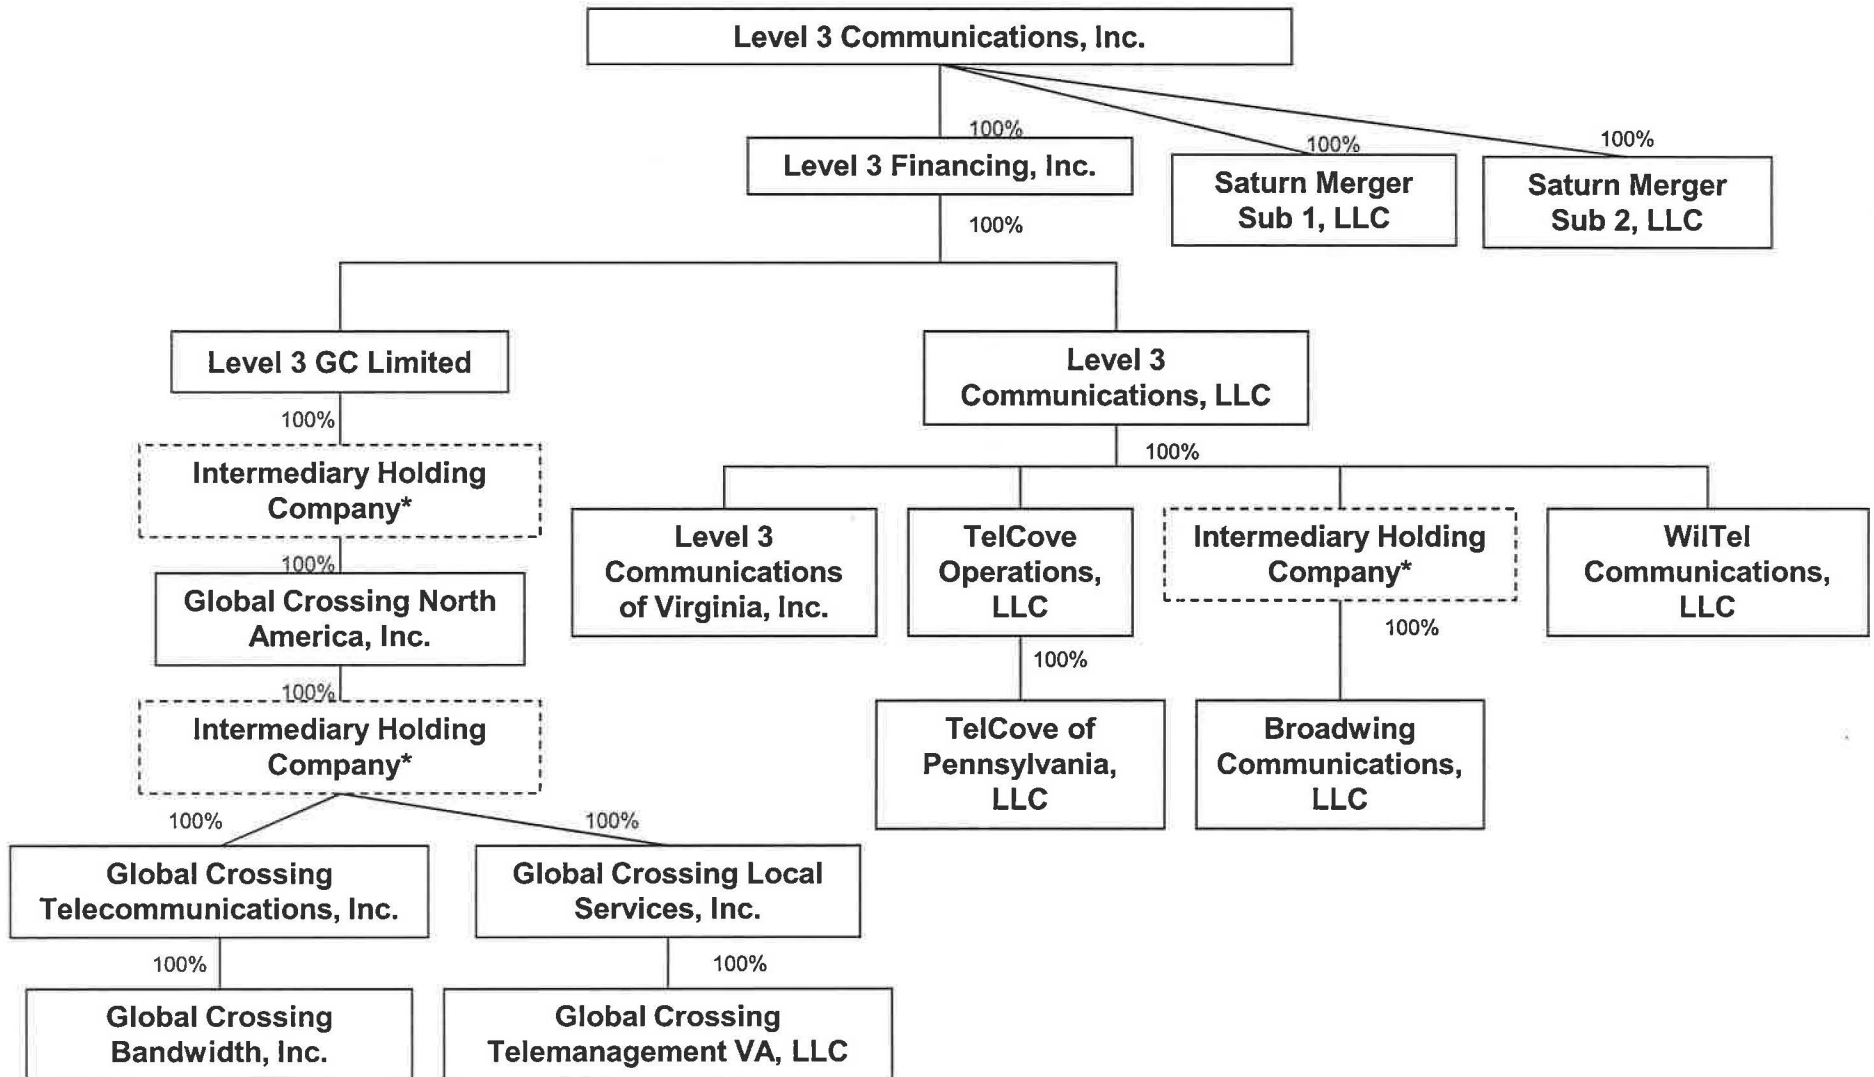 Level 3 Communications, Inc.
100%
100%
100%
Level 3 Financing, Inc.
Saturn Merger
Sub 1, LLC
Saturn Merger
Sub 2, LLC
100%
Level 3 GC Limited
Level 3
Communications, LLC
100%
100%
Intermediary Holding
Company*
Level 3
Communications
of Virginia, Inc.
TelCove
Operations,
LLC
Intermediary Holding
Company*
WilTel
Communications,
LLC
100%
Global Crossing North
America, Inc.
100%
100%
100%
Intermediary Holding
Company*
TelCove of
Pennsylvania,
LLC
Broadwing
Communications,
LLC
100%
100%
Global Crossing
Telecommunications, Inc.
Global Crossing Local
Services, Inc.
100%
100%
Global Crossing
Bandwidth, Inc.
Global Crossing
Telemanagement VA, LLC